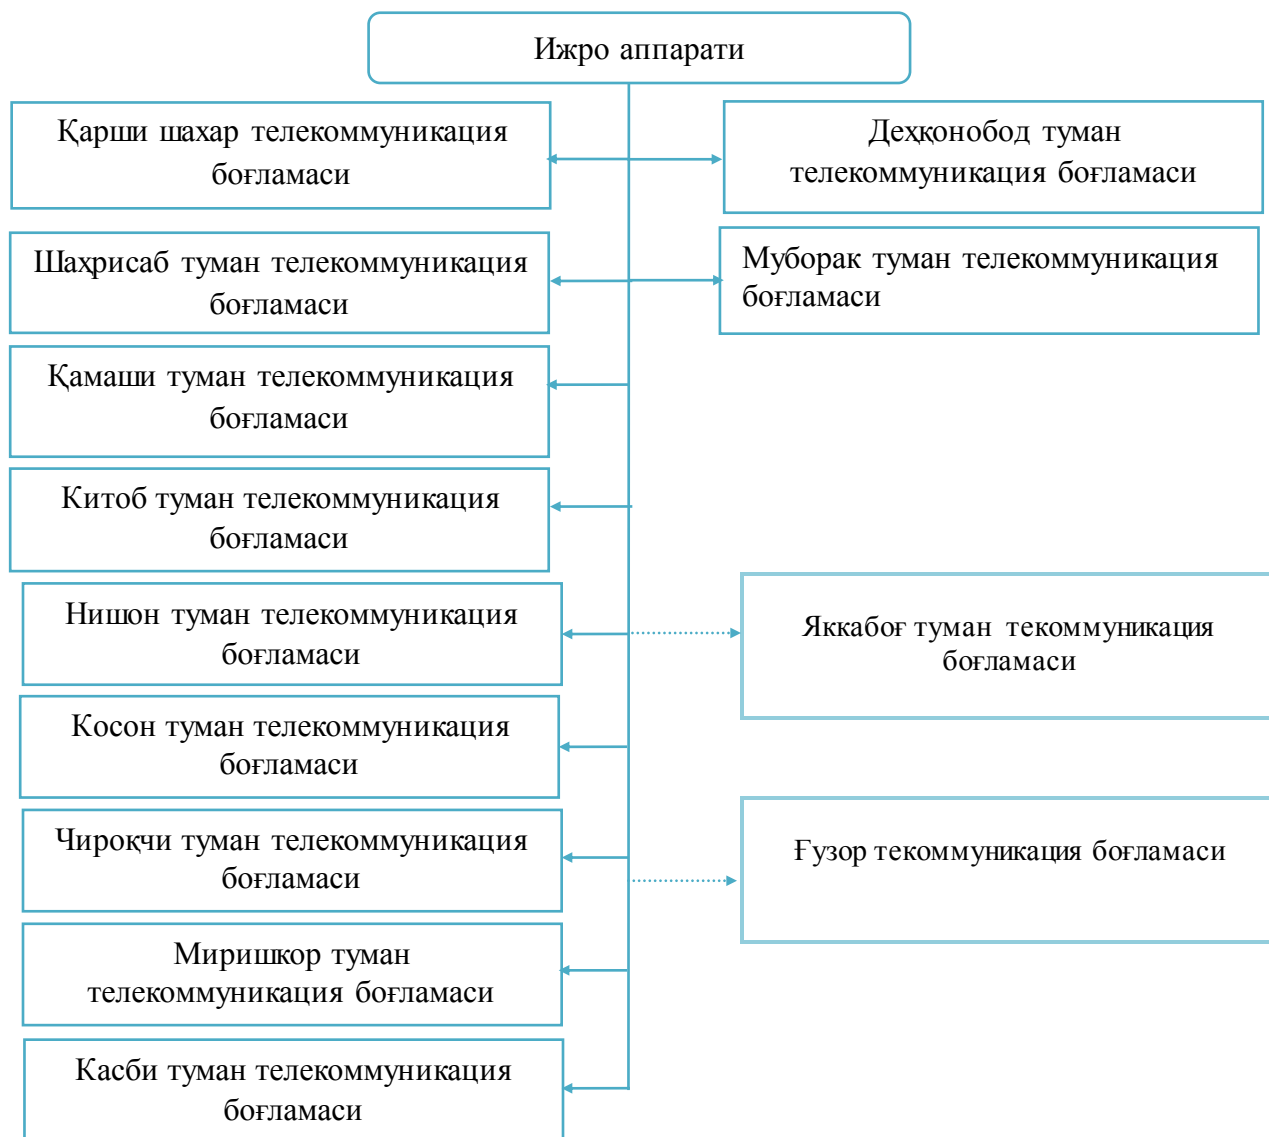 Ижро аппарати
Қарши шахар телекоммуникация
боғламаси
Деҳқонобод туман
телекоммуникация боғламаси
Шаҳрисаб туман телекоммуникация
боғламаси
Муборак туман телекоммуникация
боғламаси
Қамаши туман телекоммуникация
боғламаси
Китоб туман телекоммуникация
боғламаси
Нишон туман телекоммуникация
боғламаси
Яккабоғ туман текоммуникация
боғламаси
Косон туман телекоммуникация
боғламаси
Чироқчи туман телекоммуникация
боғламаси
Ғузор текоммуникация боғламаси
Миришкор туман
телекоммуникация боғламаси
Касби туман телекоммуникация
боғламаси